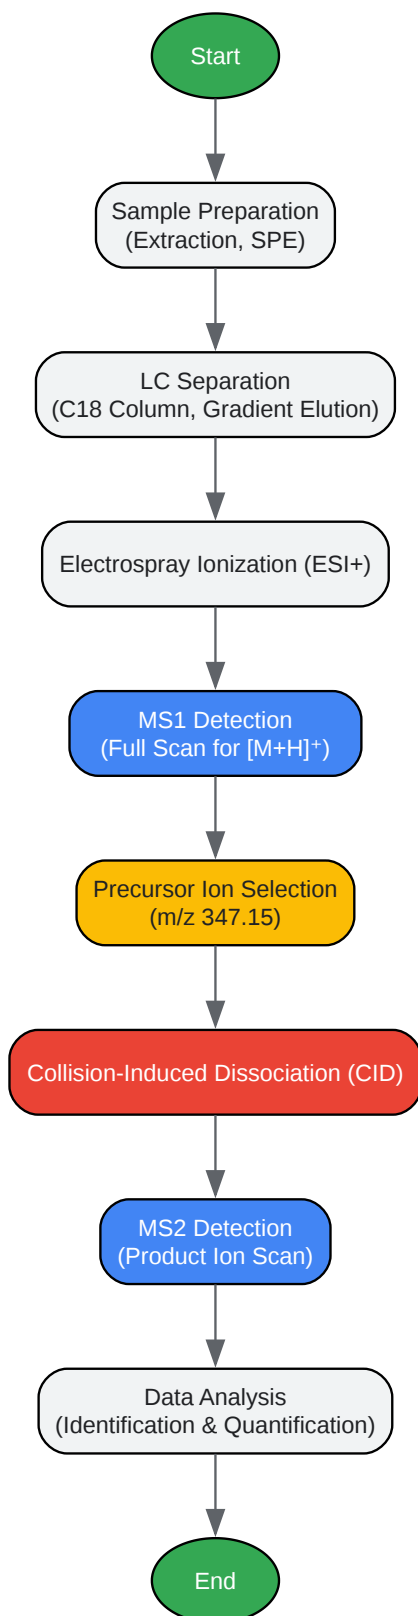 Start
Sample Preparation
(Extraction, SPE)
LC Separation
(C18 Column, Gradient Elution)
Electrospray Ionization (ESI+)
MS1 Detection
(Full Scan for [M+H]⁺)
Precursor Ion Selection
(m/z 347.15)
Collision-Induced Dissociation (CID)
MS2 Detection
(Product Ion Scan)
Data Analysis
(Identification & Quantification)
End